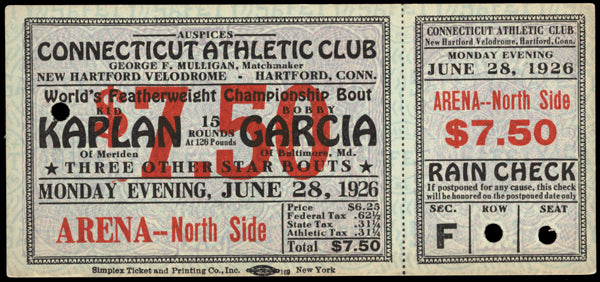 AUSPICES
CONNECTICUT ATHLETIC CLUB
GEORGE F. MULLIGAN, Matchmaker
NEW HARTFORD VELODROME - HARTFORD, CONN.
World's Featherweight Championship Bout
$7.50
KID
KAPLAN
Of Meriden
15
ROUNDS
At 126 Pounds
BOBBY
GARCIA
Of Baltimore, Md.
★ THREE OTHER STAR BOUTS ★
MONDAY EVENING, JUNE 28, 1926
ARENA--North Side
Price $6.25
Federal Tax .62½
State Tax .31¼
Athletic Tax .31¼
Total $7.50
Simplex Ticket and Printing Co., Inc. 169 New York
CONNECTICUT ATHLETIC CLUB
New Hartford Velodrome, Hartford, Conn.
MONDAY EVENING
JUNE 28, 1926
ARENA--North Side
$7.50
RAIN CHECK
If postponed for any cause, this check
will be honored on the postponed date only
SEC. ROW SEAT
F